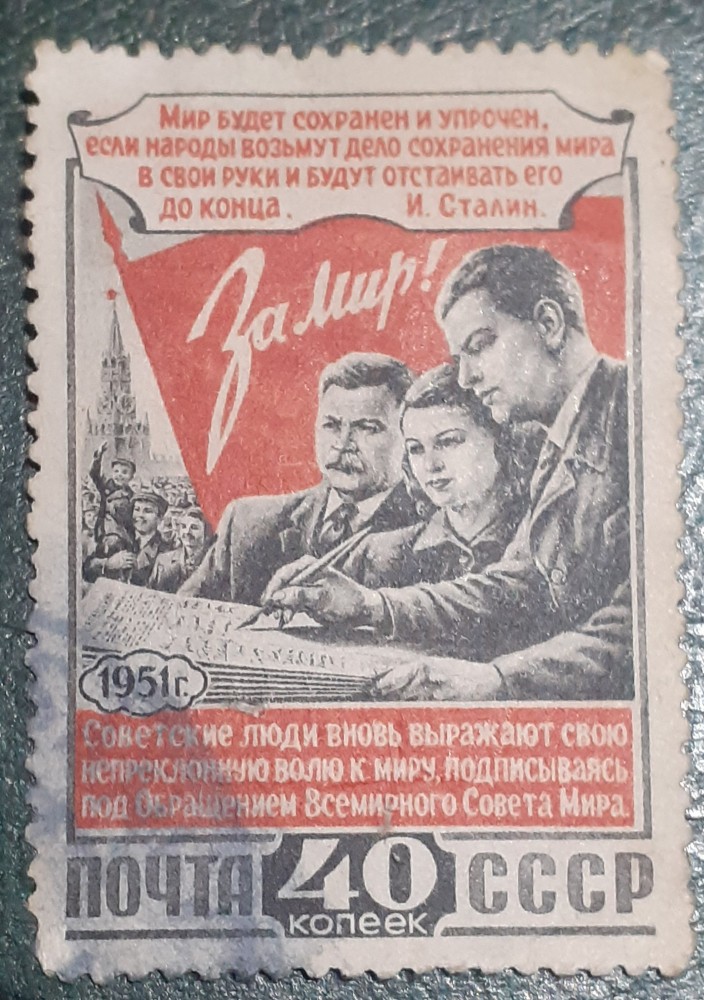 Мир будет сохранен и упрочен,
если народы возьмут дело сохранения мира
в свои руки и будут отстаивать его
до конца. И. Сталин.
За мир!
1951 г.
Советские люди вновь выражают свою
непреклонную волю к миру, подписываясь
под Обращением Всемирного Совета Мира.
ПОЧТА 40 СССР
копеек